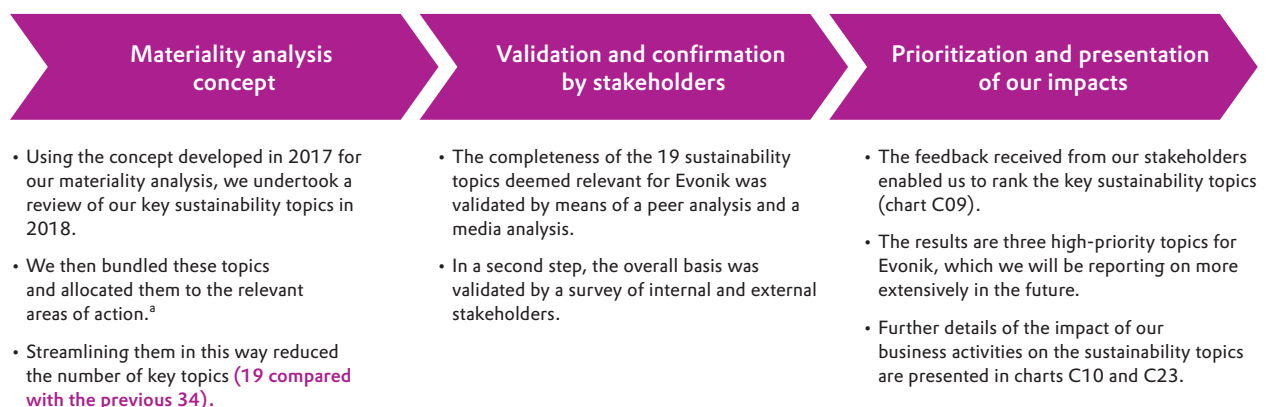 Materiality analysis
concept
Validation and confirmation
by stakeholders
Prioritization and presentation
of our impacts
• Using the concept developed in 2017 for
our materiality analysis, we undertook a
review of our key sustainability topics in
2018.
• We then bundled these topics
and allocated them to the relevant
areas of action.ᵃ
• Streamlining them in this way reduced
the number of key topics (19 compared
with the previous 34).
• The completeness of the 19 sustainability
topics deemed relevant for Evonik was
validated by means of a peer analysis and a
media analysis.
• In a second step, the overall basis was
validated by a survey of internal and external
stakeholders.
• The feedback received from our stakeholders
enabled us to rank the key sustainability topics
(chart C09).
• The results are three high-priority topics for
Evonik, which we will be reporting on more
extensively in the future.
• Further details of the impact of our
business activities on the sustainability topics
are presented in charts C10 and C23.